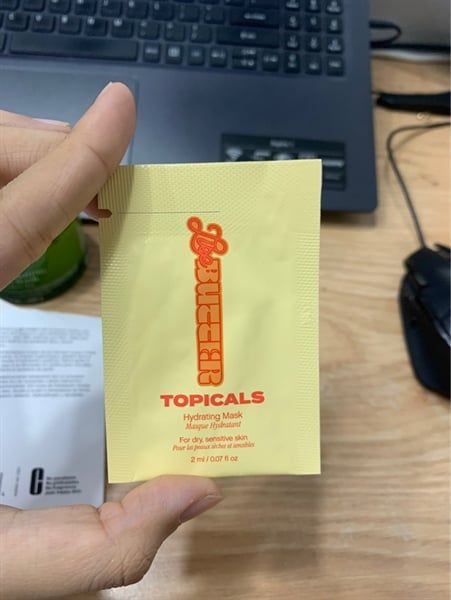 Like BUTTER
TOPICALS
Hydrating Mask
Masque Hydratant
For dry, sensitive skin
Pour les peaux sèches et sensibles
2 ml / 0.07 fl oz